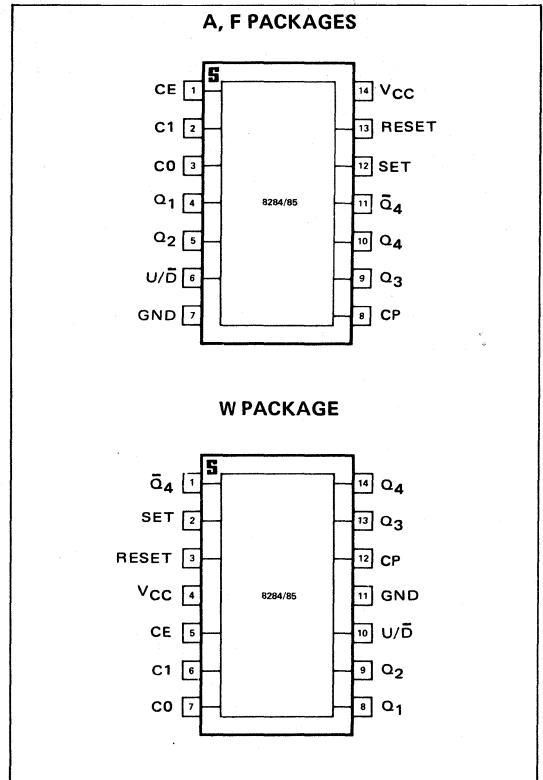 A, F PACKAGES
S
CE 1 14 VCC
C1 2 13 RESET
C0 3 12 SET
Q1 4 8284/85 11 Q̄4
Q2 5 10 Q4
U/D̄ 6 9 Q3
GND 7 8 CP
W PACKAGE
S
Q̄4 1 14 Q4
SET 2 13 Q3
RESET 3 12 CP
VCC 4 8284/85 11 GND
CE 5 10 U/D̄
C1 6 9 Q2
C0 7 8 Q1